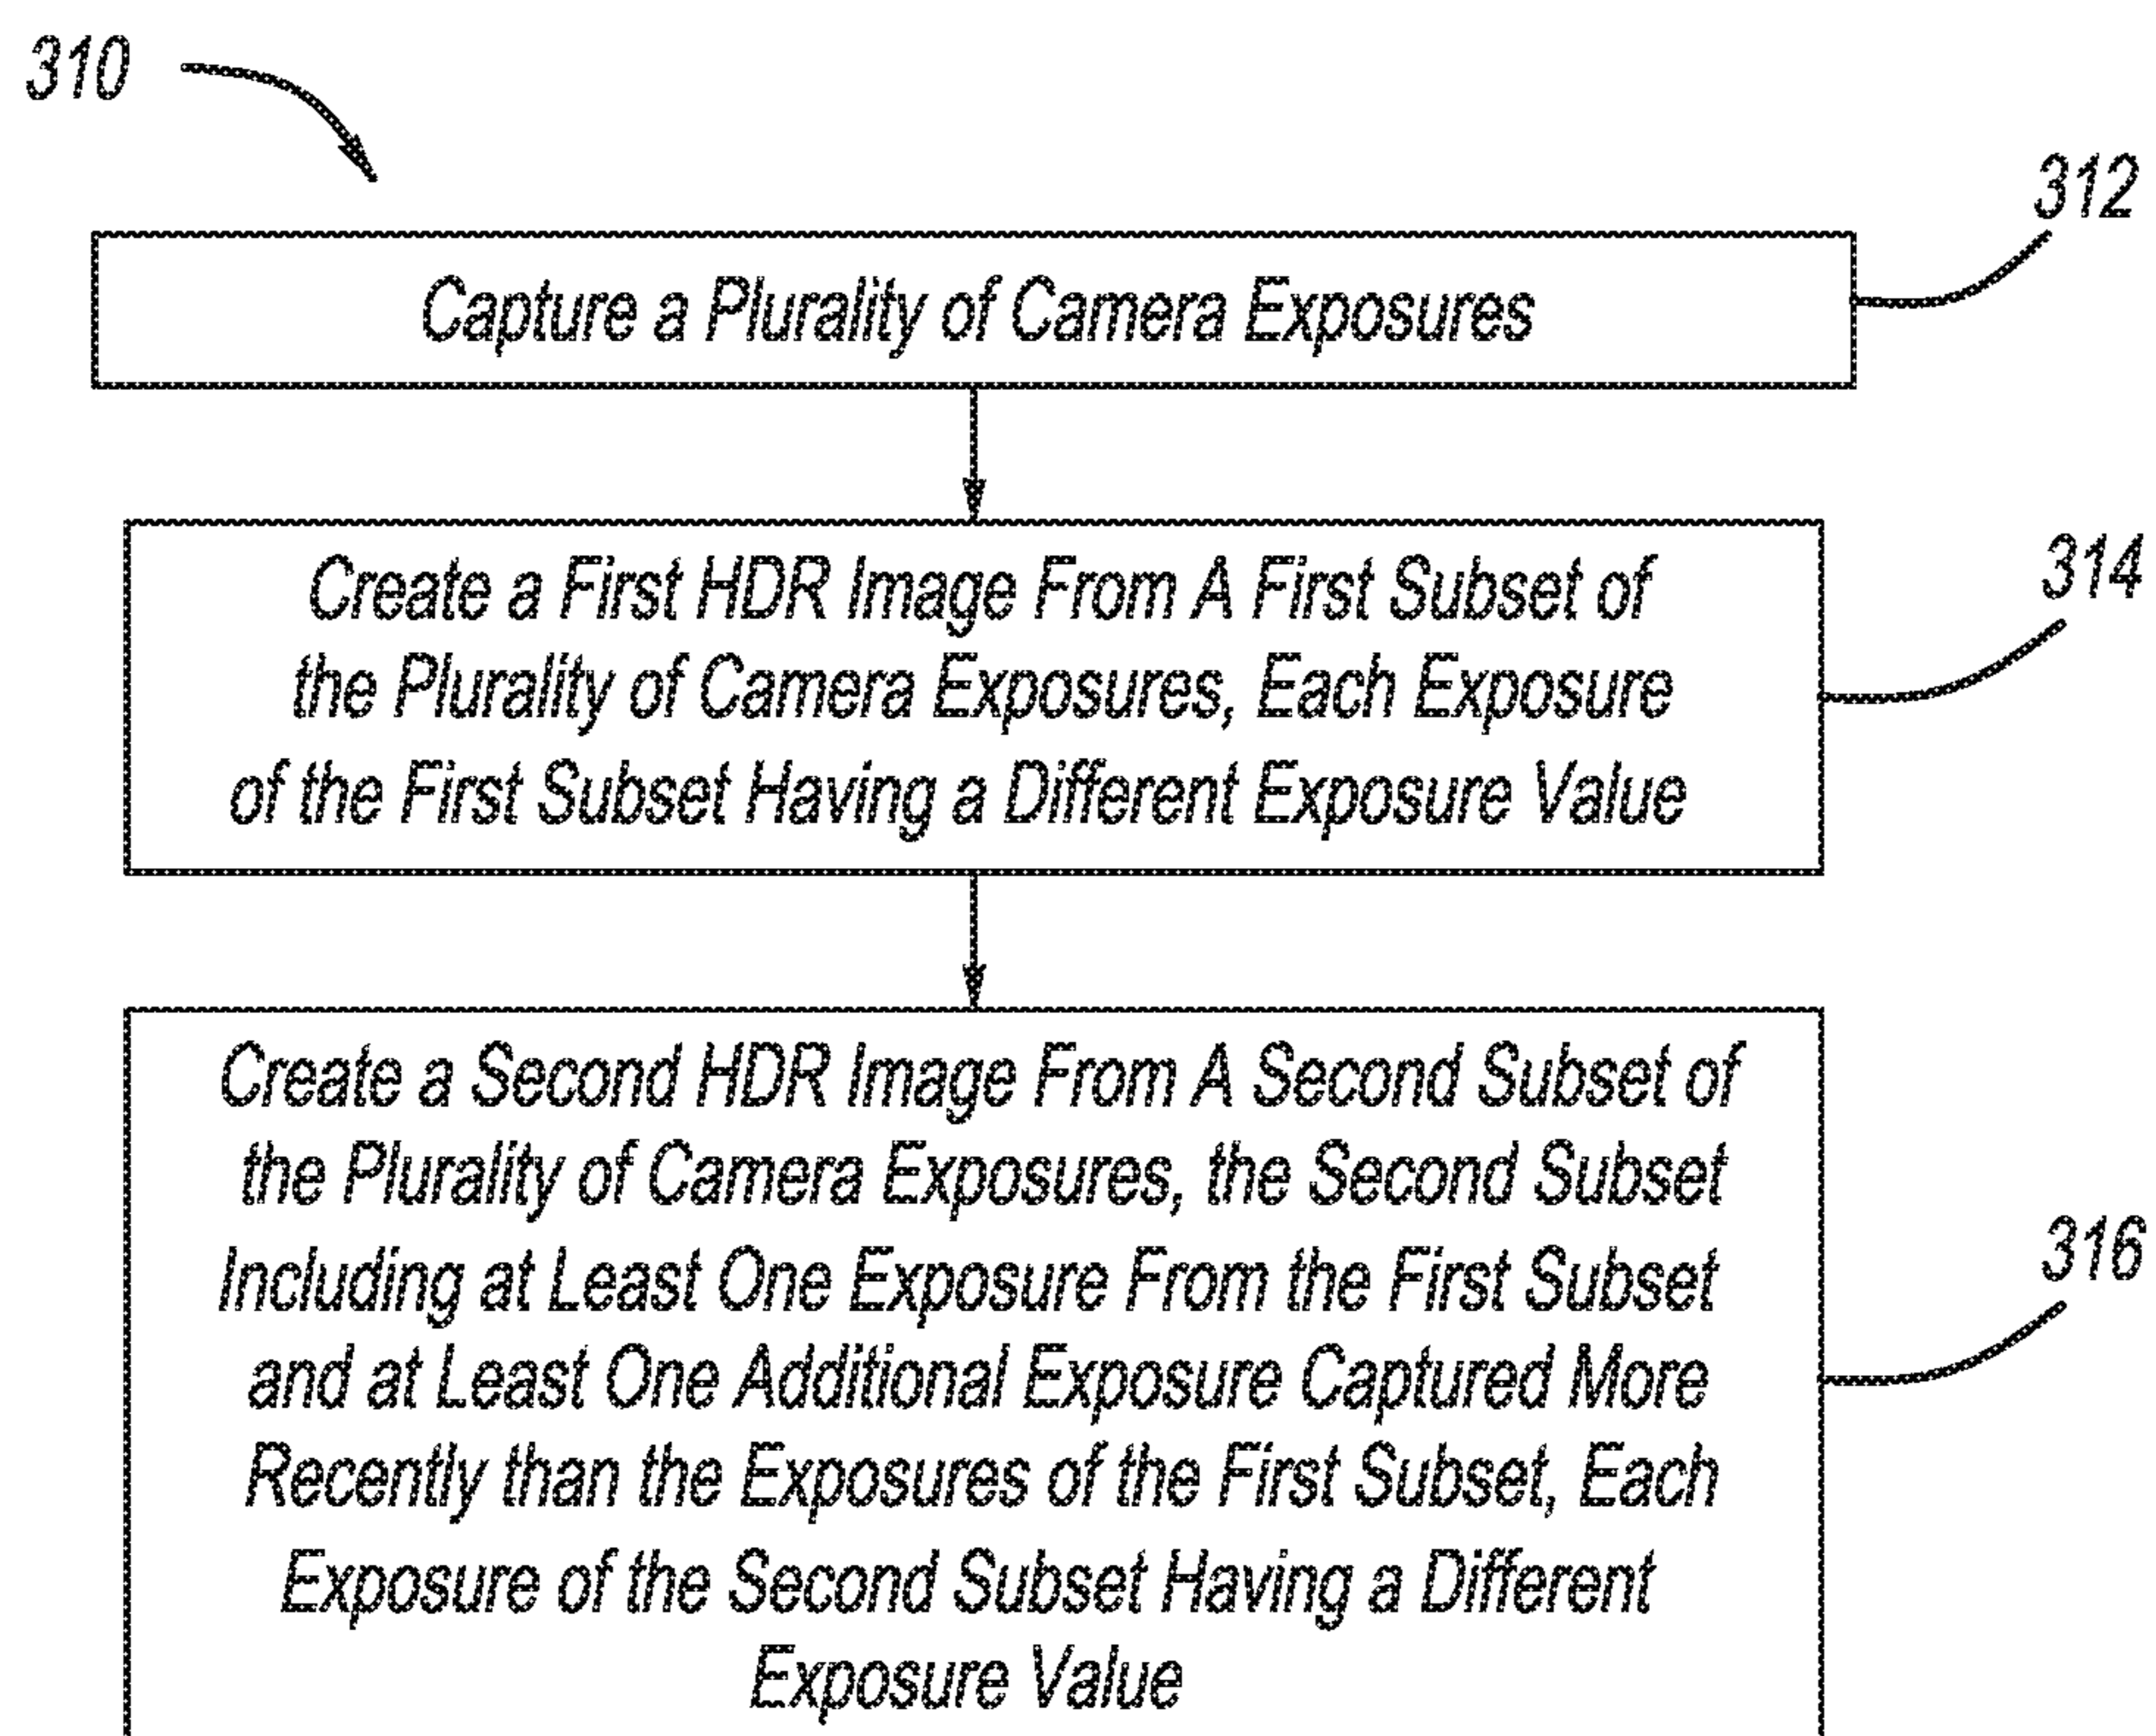 310
312
Capture a Plurality of Camera Exposures
314
Create a First HDR Image From A First Subset of
the Plurality of Camera Exposures, Each Exposure
of the First Subset Having a Different Exposure Value
316
Create a Second HDR Image From A Second Subset of
the Plurality of Camera Exposures, the Second Subset
Including at Least One Exposure From the First Subset
and at Least One Additional Exposure Captured More
Recently than the Exposures of the First Subset, Each
Exposure of the Second Subset Having a Different
Exposure Value